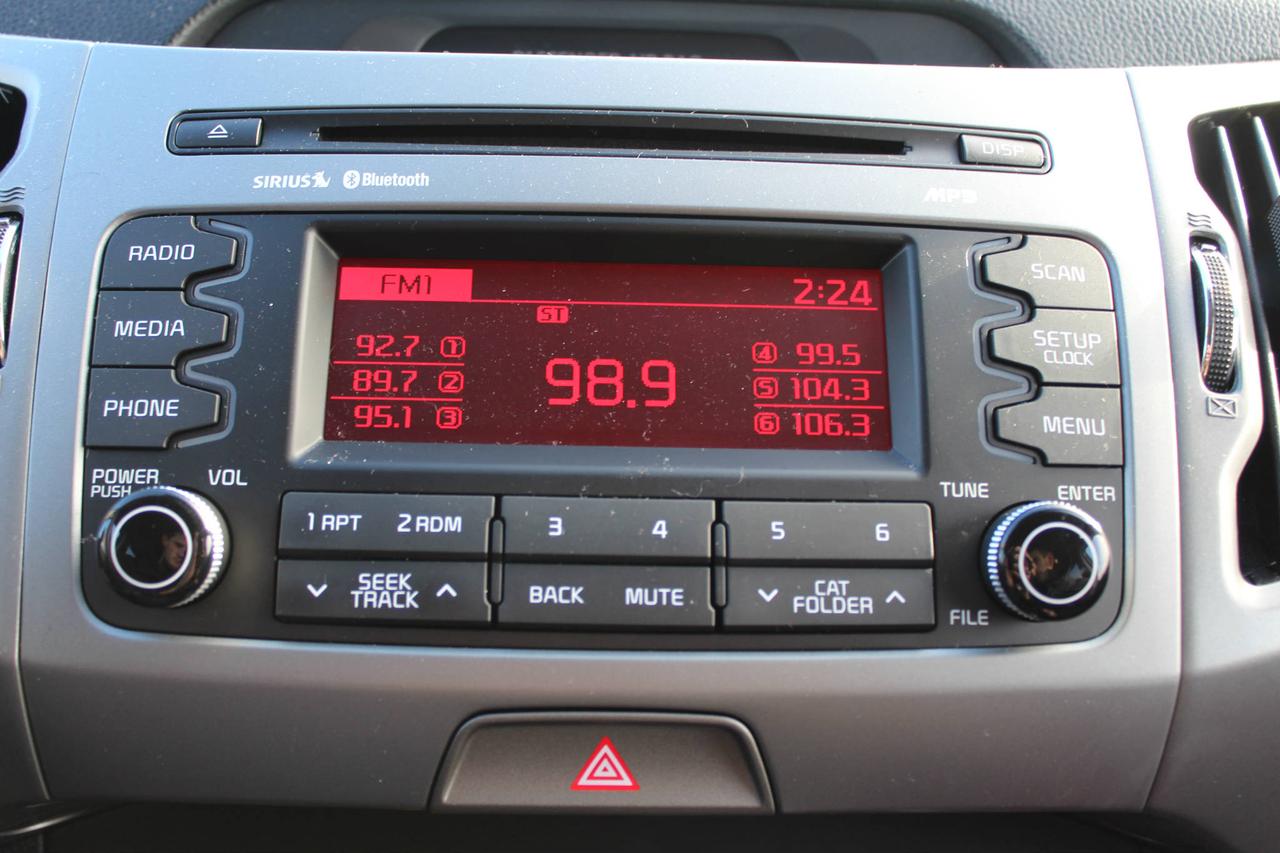 DISP
SIRIUS Bluetooth
MP3
RADIO
MEDIA
PHONE
FM1 2:24
ST
92.7 1
89.7 2
95.1 3
98.9
4 99.5
5 104.3
6 106.3
SCAN
SETUP
CLOCK
MENU
POWER
PUSH
VOL
TUNE
ENTER
1 RPT 2 RDM 3 4 5 6
SEEK
TRACK
BACK MUTE
CAT
FOLDER
FILE